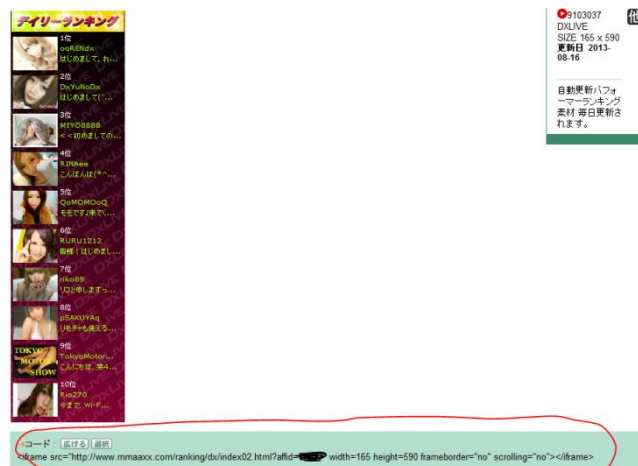 デイリーランキング
1位
ooRENdx
はじめまして。れ...
2位
DxYuNoDx
はじめまして(^...
3位
MIYO8888
<<初めましての...
4位
RINAee
こんばんは(*^...
5位
QoMOMOoQ
モモです♪来てく...
6位
RURU1212
皆様！はじめまし...
7位
riko89
リコと申しますっ...
8位
pSAKUYAq
リモチャも使える...
9位
TokyoMotor...
こんにちは、第4...
TOKYO
MOTOR
SHOW
10位
Rio270
今まで、Wi-F...
9103037
DXLIVE
SIZE 165 x 590
更新日 2013-
08-16
自動更新パフォ
ーマーランキング
素材 毎日更新さ
れます。
他
コード 広げる 選択
<iframe src="http://www.mmaaxx.com/ranking/dx/index02.html?affid= width=165 height=590 frameborder="no" scrolling="no"></iframe>